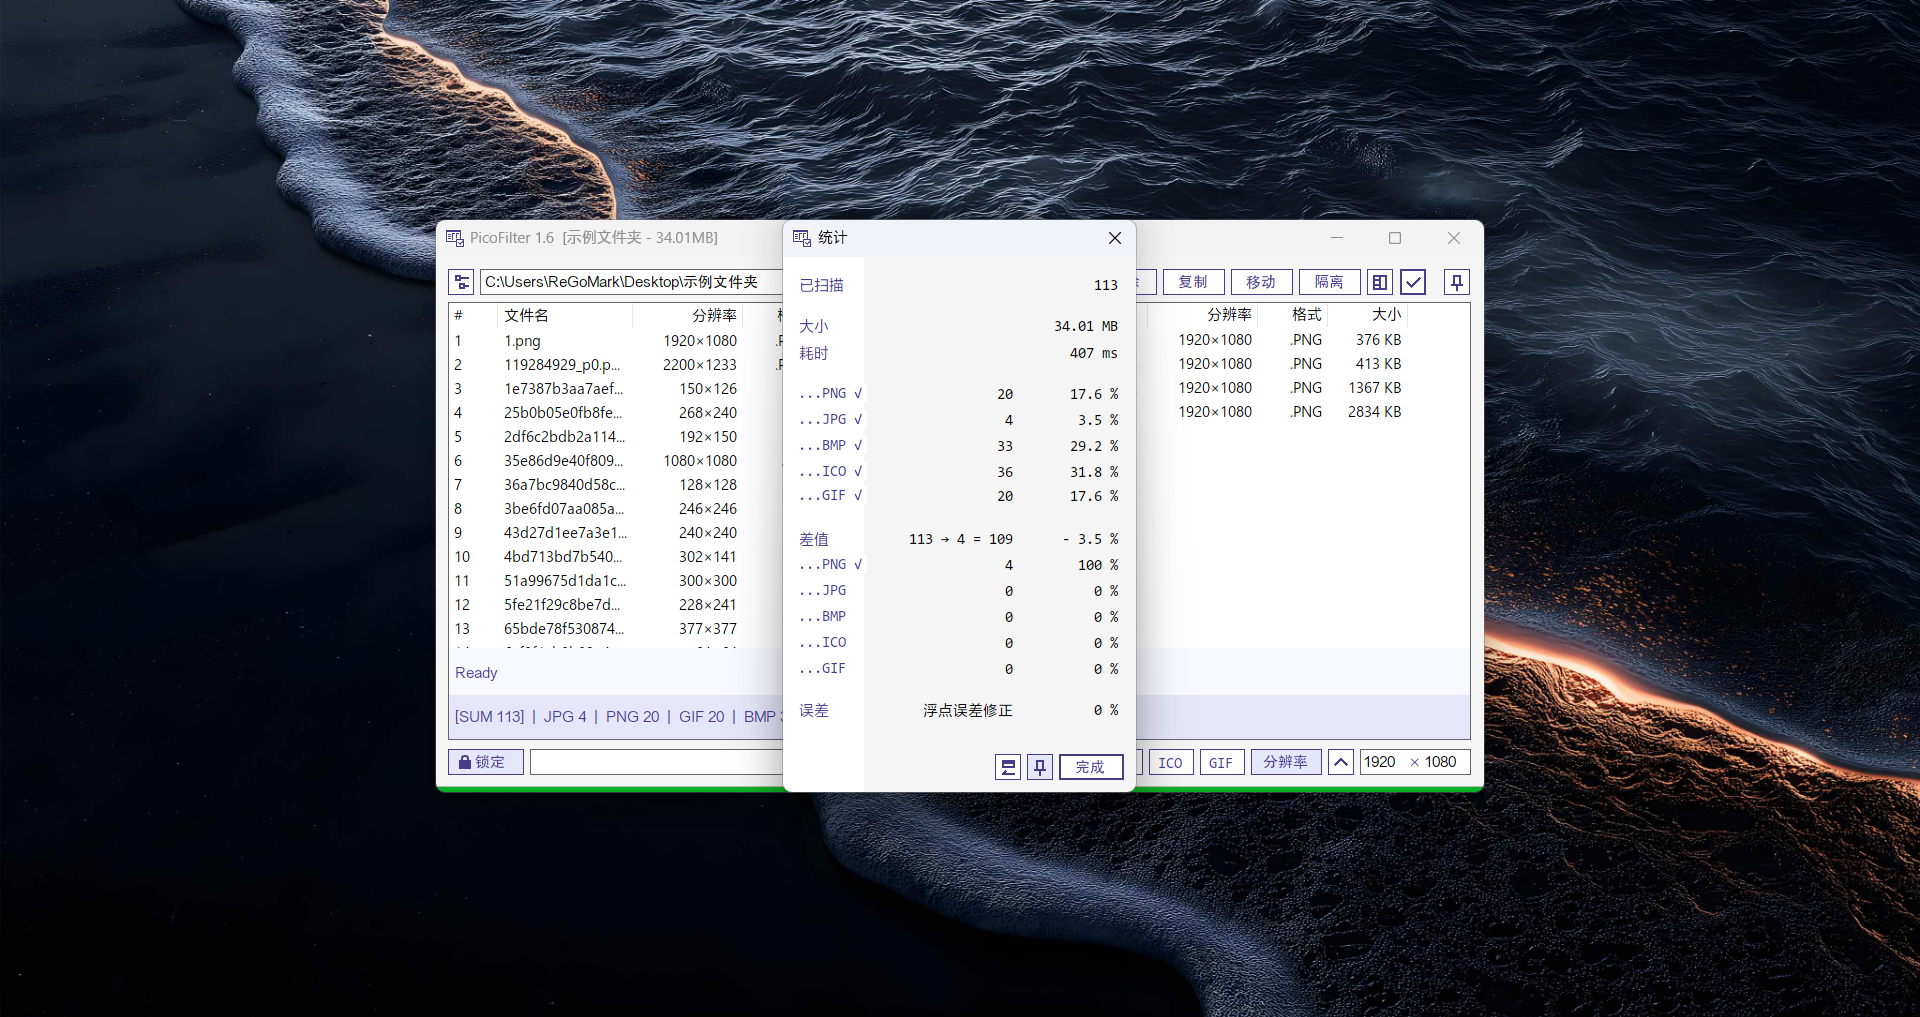 PicoFilter 1.6 [示例文件夹 - 34.01MB]
C:\Users\ReGoMark\Desktop\示例文件夹
# 文件名 分辨率
1 1.png 1920×1080
2 119284929_p0.p... 2200×1233
3 1e7387b3aa7aef... 150×126
4 25b0b05e0fb8fe... 268×240
5 2df6c2bdb2a114... 192×150
6 35e86d9e40f809... 1080×1080
7 36a7bc9840d58c... 128×128
8 3be6fd07aa085a... 246×246
9 43d27d1ee7a3e1... 240×240
10 4bd713bd7b540... 302×141
11 51a99675d1da1c... 300×300
12 5fe21f29c8be7d... 228×241
13 65bde78f530874... 377×377
Ready
[SUM 113] | JPG 4 | PNG 20 | GIF 20 | BMP
锁定
统计
已扫描 113
大小 34.01 MB
耗时 407 ms
...PNG √ 20 17.6 %
...JPG √ 4 3.5 %
...BMP √ 33 29.2 %
...ICO √ 36 31.8 %
...GIF √ 20 17.6 %
差值 113 → 4 = 109 - 3.5 %
...PNG √ 4 100 %
...JPG 0 0 %
...BMP 0 0 %
...ICO 0 0 %
...GIF 0 0 %
误差 浮点误差修正 0 %
完成
复制 移动 隔离
分辨率 格式 大小
1920×1080 .PNG 376 KB
1920×1080 .PNG 413 KB
1920×1080 .PNG 1367 KB
1920×1080 .PNG 2834 KB
ICO GIF 分辨率 1920 × 1080